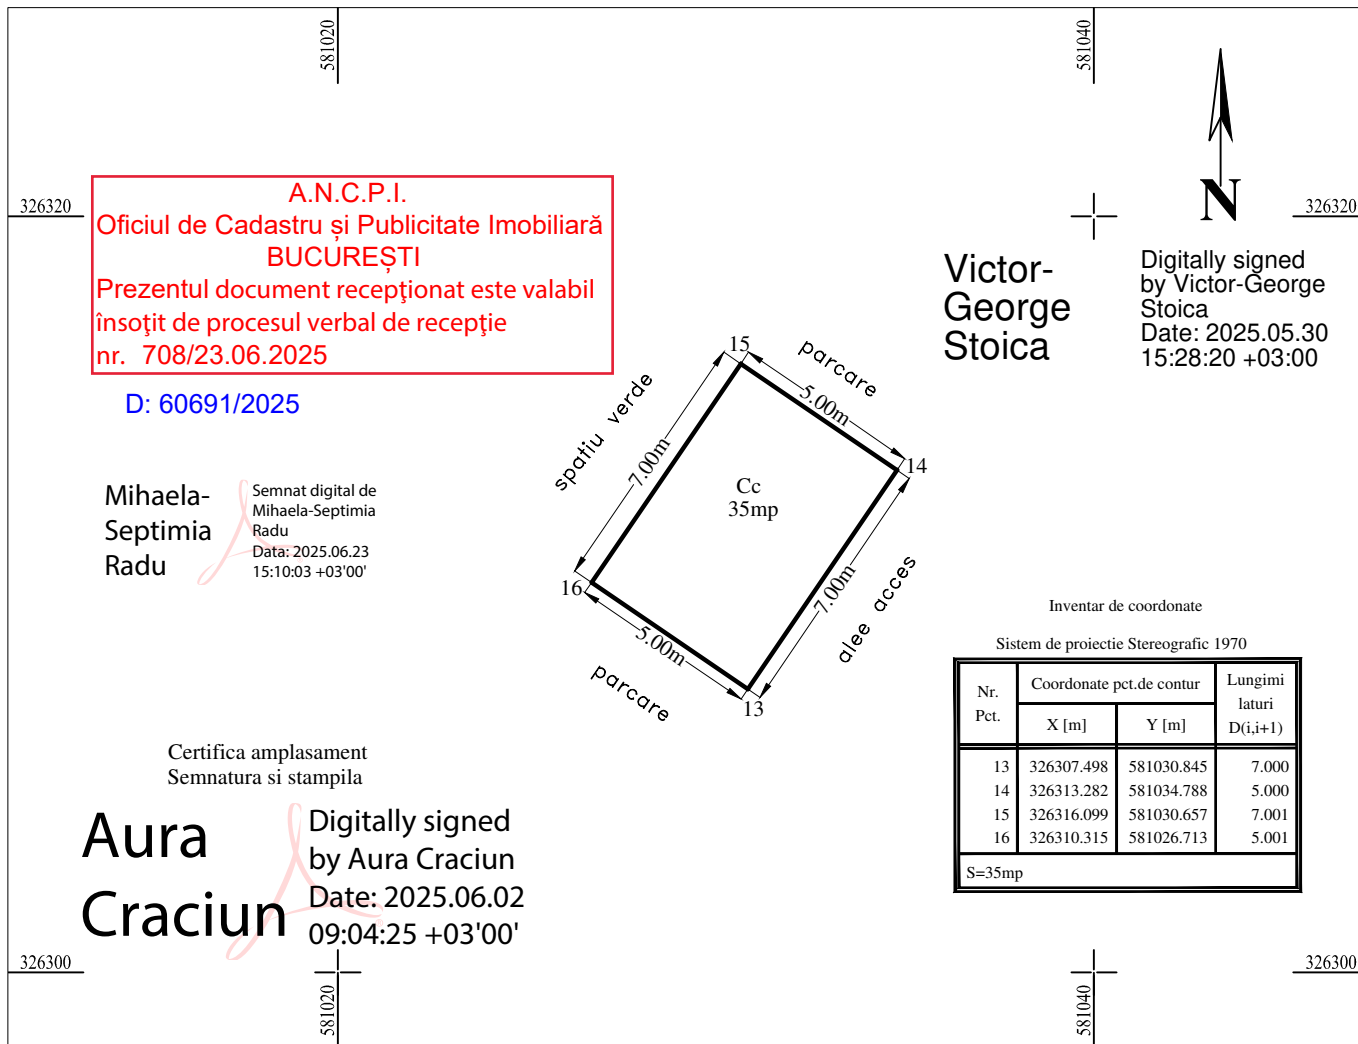 581020
581040
326320
326320
N
A.N.C.P.I.
Oficiul de Cadastru și Publicitate Imobiliară
BUCUREȘTI
Prezentul document recepţionat este valabil
însoţit de procesul verbal de recepţie
nr. 708/23.06.2025
D: 60691/2025
Victor-
George
Stoica
Digitally signed
by Victor-George
Stoica
Date: 2025.05.30
15:28:20 +03:00
Mihaela-
Septimia
Radu
Semnat digital de
Mihaela-Septimia
Radu
Data: 2025.06.23
15:10:03 +03'00'
15
parcare
5.00m
spatiu verde
7.00m
14
Cc
35mp
16
7.00m
alee acces
5.00m
parcare
13
Inventar de coordonate
Sistem de proiectie Stereografic 1970
Nr.
Pct.
Coordonate pct.de contur
X [m]
Y [m]
Lungimi
laturi
D(i,i+1)
13 326307.498 581030.845 7.000
14 326313.282 581034.788 5.000
15 326316.099 581030.657 7.001
16 326310.315 581026.713 5.001
S=35mp
Certifica amplasament
Semnatura si stampila
Aura
Craciun
Digitally signed
by Aura Craciun
Date: 2025.06.02
09:04:25 +03'00'
326300
326300
581020
581040